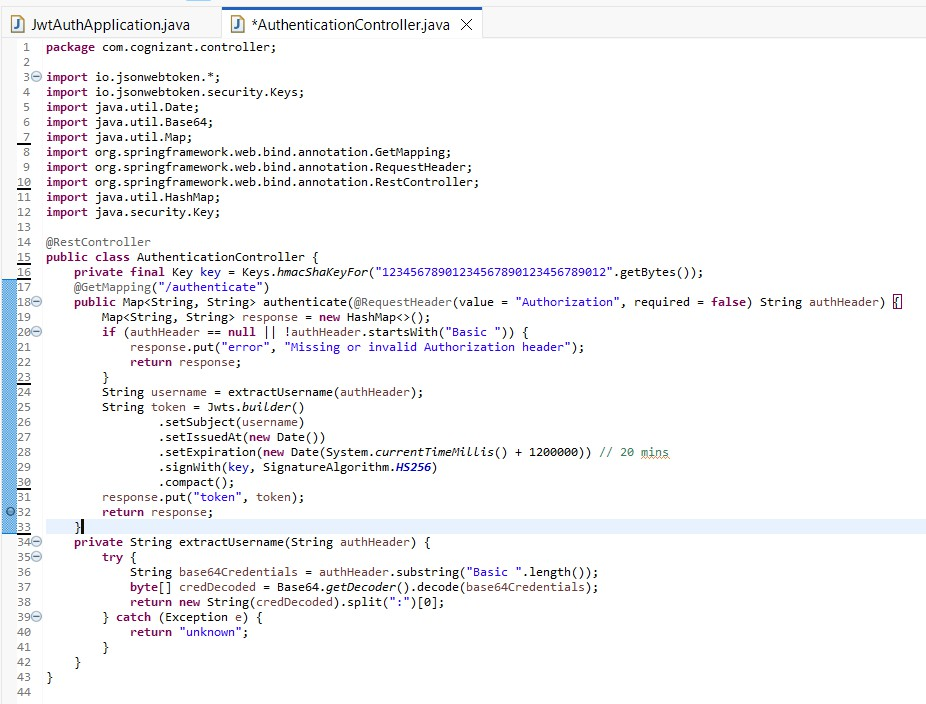 JwtAuthApplication.java *AuthenticationController.java
1 package com.cognizant.controller;
2
3 import io.jsonwebtoken.*;
4 import io.jsonwebtoken.security.Keys;
5 import java.util.Date;
6 import java.util.Base64;
7 import java.util.Map;
8 import org.springframework.web.bind.annotation.GetMapping;
9 import org.springframework.web.bind.annotation.RequestHeader;
10 import org.springframework.web.bind.annotation.RestController;
11 import java.util.HashMap;
12 import java.security.Key;
13
14 @RestController
15 public class AuthenticationController {
16     private final Key key = Keys.hmacShaKeyFor("12345678901234567890123456789012".getBytes());
17     @GetMapping("/authenticate")
18     public Map<String, String> authenticate(@RequestHeader(value = "Authorization", required = false) String authHeader) {
19         Map<String, String> response = new HashMap<>();
20         if (authHeader == null || !authHeader.startsWith("Basic ")) {
21             response.put("error", "Missing or invalid Authorization header");
22             return response;
23         }
24         String username = extractUsername(authHeader);
25         String token = Jwts.builder()
26                 .setSubject(username)
27                 .setIssuedAt(new Date())
28                 .setExpiration(new Date(System.currentTimeMillis() + 1200000)) // 20 mins
29                 .signWith(key, SignatureAlgorithm.HS256)
30                 .compact();
31         response.put("token", token);
32         return response;
33     }
34     private String extractUsername(String authHeader) {
35         try {
36             String base64Credentials = authHeader.substring("Basic ".length());
37             byte[] credDecoded = Base64.getDecoder().decode(base64Credentials);
38             return new String(credDecoded).split(":")[0];
39         } catch (Exception e) {
40             return "unknown";
41         }
42     }
43 }
44